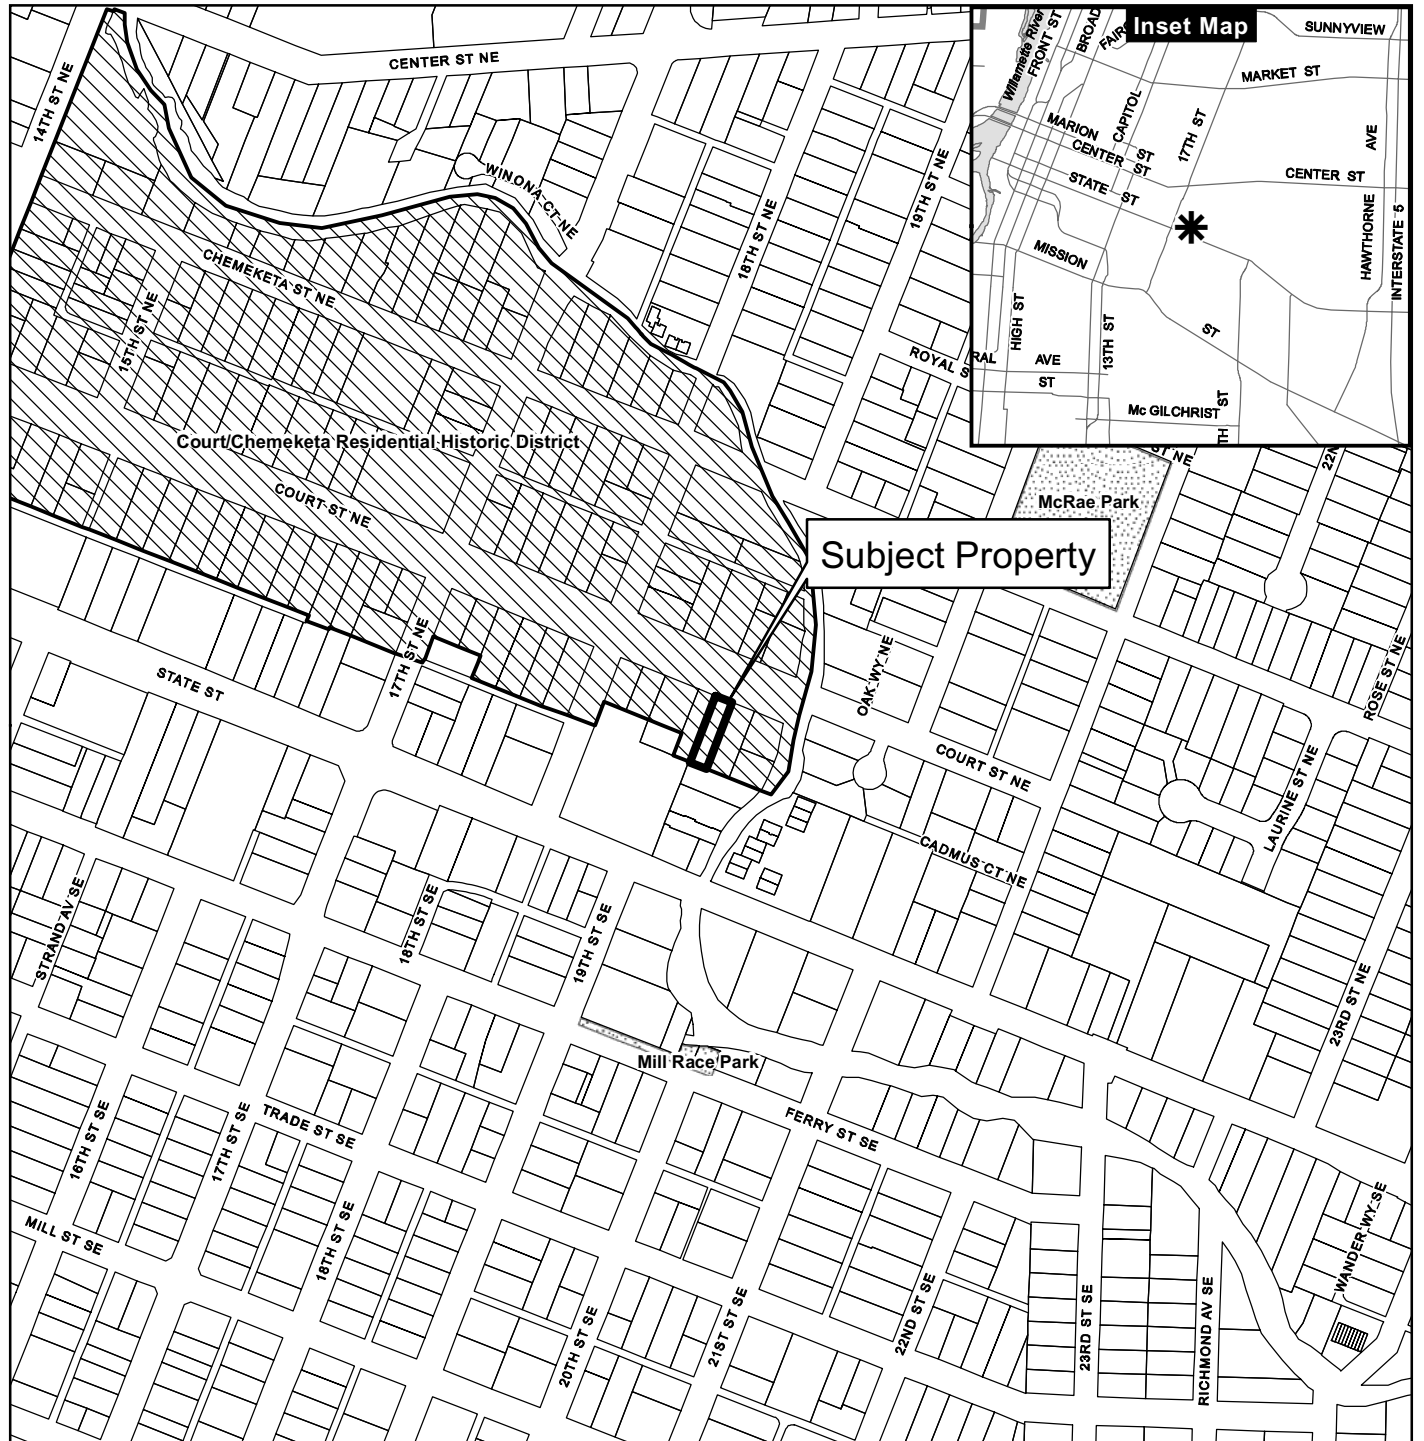 Inset Map
SUNNYVIEW
BROAD
FRONT ST
Willamette River
MARKET ST
CAPITOL
17TH ST
AVE
MARION
ST
CENTER ST
CENTER ST
STATE ST
HAWTHORNE
INTERSTATE 5
MISSION
ST
HIGH ST
13TH ST
RAL
AVE
ST
Mc GILCHRIST ST
TH
CENTER ST NE
14TH ST NE
WINONA CT NE
19TH ST NE
18TH ST NE
CHEMEKETA ST NE
15TH ST NE
ROYAL S
Court/Chemeketa Residential Historic District
ST NE
22N
COURT ST NE
McRae Park
Subject Property
17TH ST NE
OAK WY NE
ROSE ST NE
STATE ST
COURT ST NE
LAURINE ST NE
CADMUS CT NE
STRAND AV SE
18TH ST SE
19TH ST SE
23RD ST NE
Mill Race Park
16TH ST SE
17TH ST SE
TRADE ST SE
FERRY ST SE
MILL ST SE
18TH ST SE
WANDER WY SE
20TH ST SE
21ST ST SE
22ND ST SE
23RD ST SE
RICHMOND AV SE